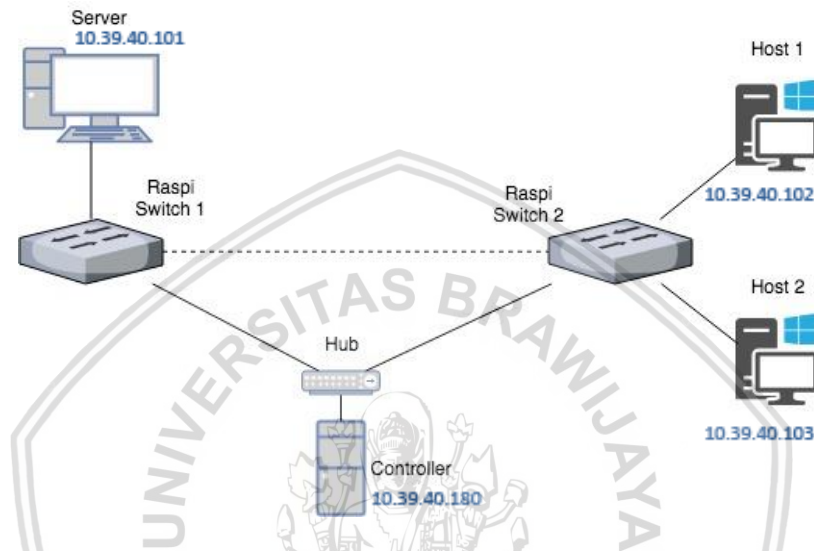 Server
10.39.40.101
Host 1
10.39.40.102
Raspi
Switch 1
Raspi
Switch 2
Host 2
10.39.40.103
Hub
Controller
10.39.40.180
UNIVERSITAS BRAWIJAYA